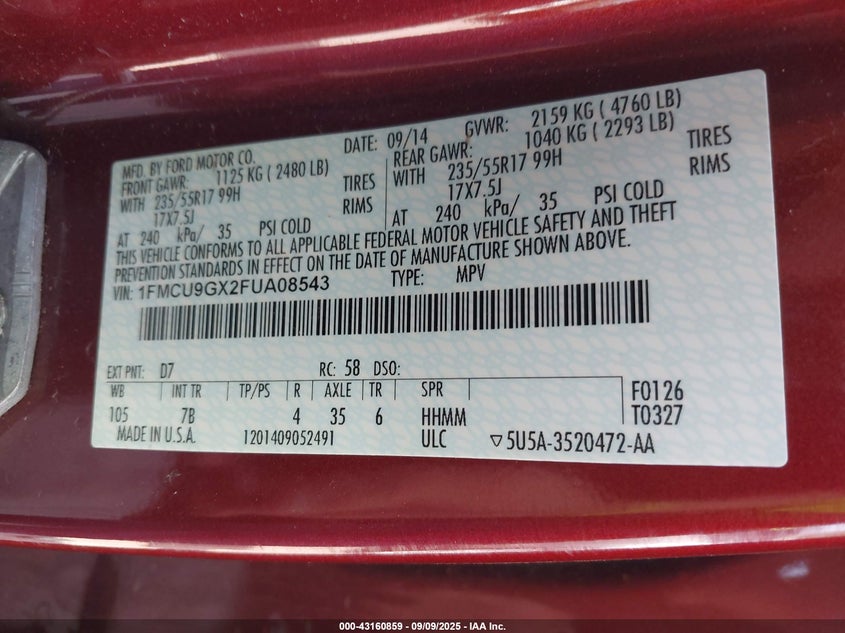 MFD. BY FORD MOTOR CO. DATE: 09/14 GVWR: 2159 KG ( 4760 LB)
FRONT GAWR: 1125 KG ( 2480 LB) REAR GAWR: 1040 KG ( 2293 LB)
WITH 235/55R17 99H TIRES WITH 235/55R17 99H TIRES
17X7.5J RIMS 17X7.5J RIMS
AT 240 kPa/ 35 PSI COLD AT 240 kPa/ 35 PSI COLD
THIS VEHICLE CONFORMS TO ALL APPLICABLE FEDERAL MOTOR VEHICLE SAFETY AND THEFT
PREVENTION STANDARDS IN EFFECT ON THE DATE OF MANUFACTURE SHOWN ABOVE.
VIN: 1FMCU9GX2FUA08543 TYPE: MPV
EXT PNT: D7 RC: 58 DSO:
WB INT TR TP/PS R AXLE TR SPR F0126
105 7B 4 35 6 HHMM T0327
MADE IN U.S.A. 1201409052491 ULC ▽5U5A-3520472-AA
000-43160859 - 09/09/2025 - IAA Inc.